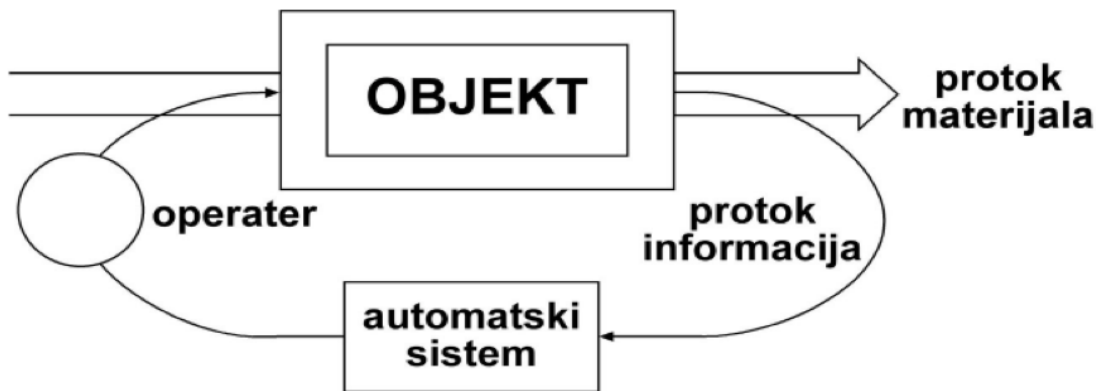 OBJEKT
protok
materijala
operater
protok
informacija
automatski
sistem